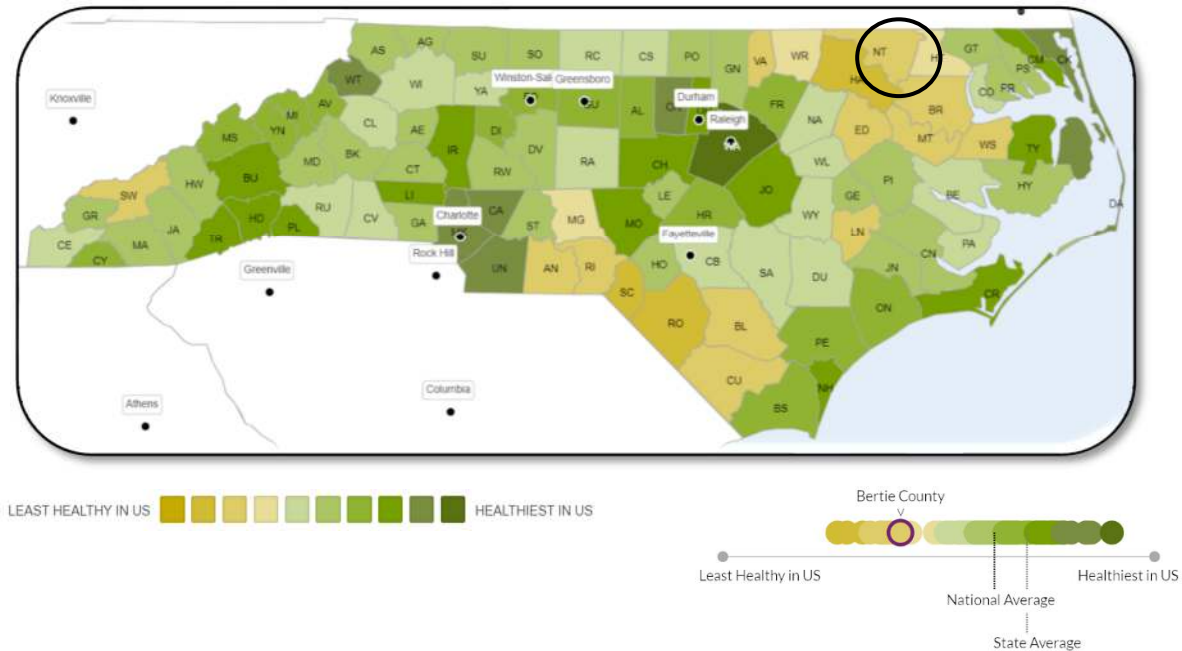 AS AG SU SO RC CS PO GN VA WR NT GT CM CK
WT WI YA Winston-Sal Greensboro PS
Knoxville
AV MI YN CL AE DI GU AL Durham FR NA HA CO PR
Raleigh
MS BK IR DV RA ED BR MT WS TY
MD CT RW CH WL
SW HW BU LI JO PI HY
GR JA RU CV GA Charlotte CA ST MG LE GE BE DA
HD PL MO HR WY
CE MA TR Fayetteville LN PA
CY Rock Hill UN AN RI HO CB SA DU JN CN
Greenville
SC CR
RO BL ON
PE
CU
NH
Athens Columbia BS
LEAST HEALTHY IN US HEALTHIEST IN US
Bertie County
Least Healthy in US Healthiest in US
National Average
State Average